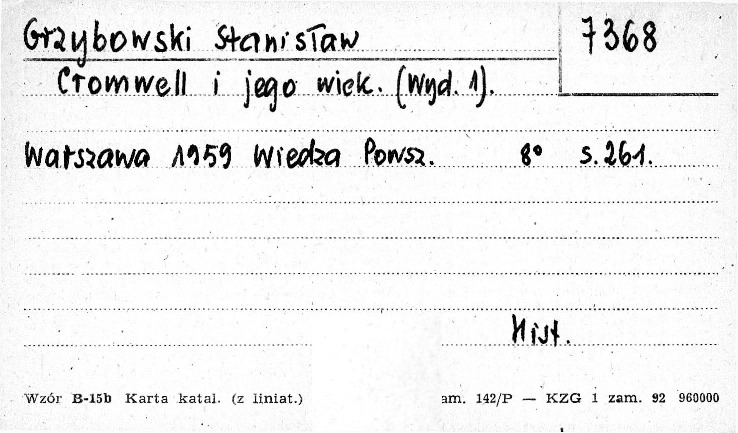 Grzybowski Stanisław 7368
Cromwell i jego wiek. (Wyd. 1).
Warszawa 1959 Wiedza Powsz. 8° s. 261.
Hist.
Wzór B-15b Karta katal. (z liniat.) am. 142/P — KZG 1 zam. 92 960000